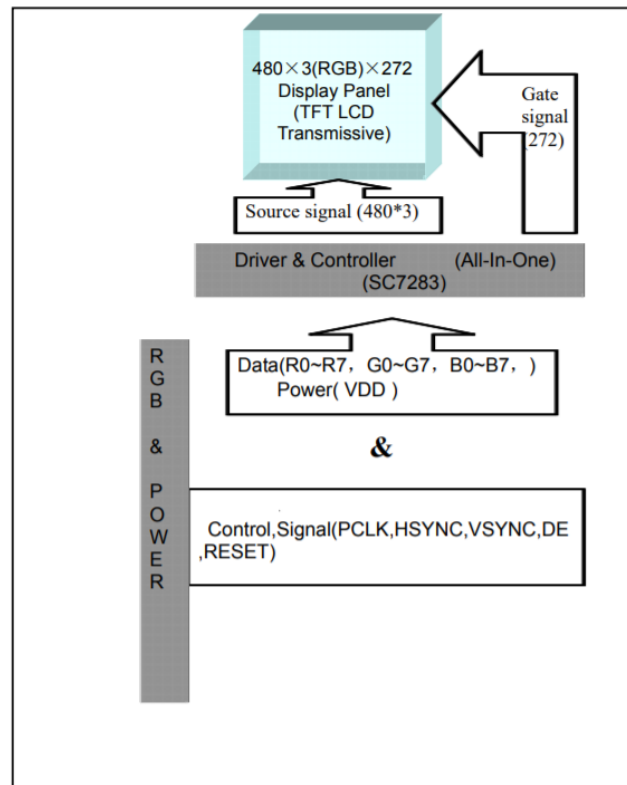 480×3(RGB)×272
Display Panel
(TFT LCD
Transmissive)
Gate
signal
(272)
Source signal (480*3)
Driver & Controller (All-In-One)
(SC7283)
R
G
B
&
P
O
W
E
R
Data(R0~R7，G0~G7，B0~B7，)
Power( VDD )
&
Control,Signal(PCLK,HSYNC,VSYNC,DE
,RESET)